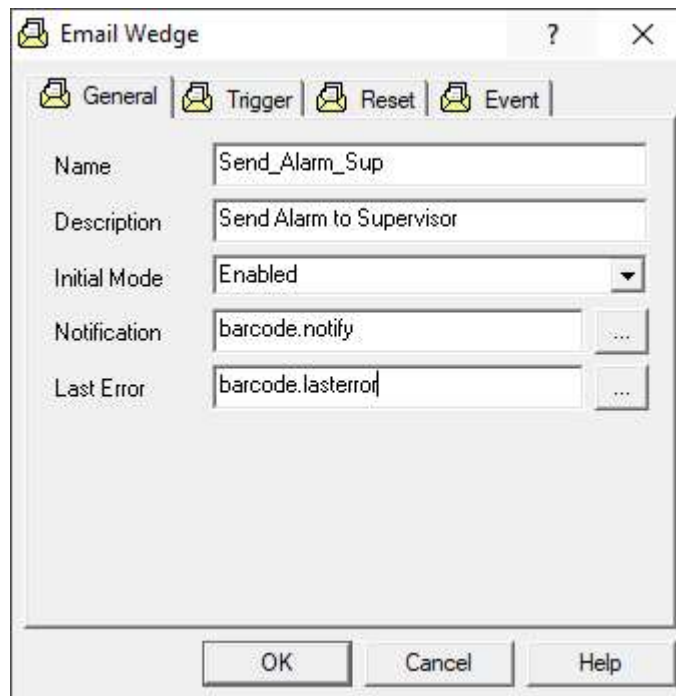 Email Wedge ?
General Trigger Reset Event
Name Send_Alarm_Sup
Description Send Alarm to Supervisor
Initial Mode Enabled
Notification barcode.notify ...
Last Error barcode.lasterror ...
OK Cancel Help